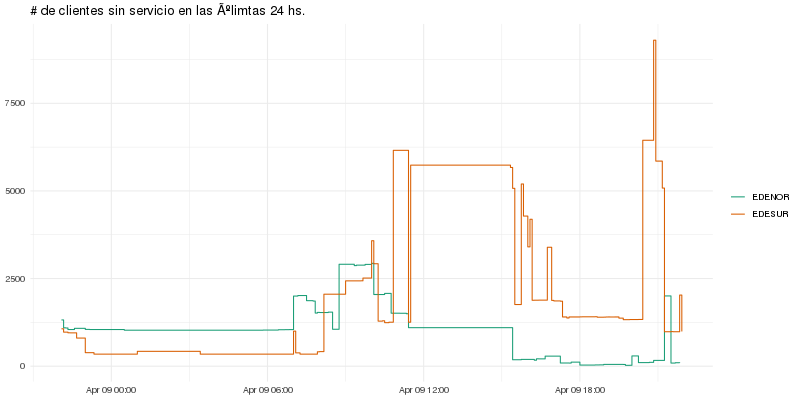 # de clientes sin servicio en las Ãºlimtas 24 hs.
7500
5000
2500
0
Apr 09 00:00
Apr 09 06:00
Apr 09 12:00
Apr 09 18:00
EDENOR
EDESUR